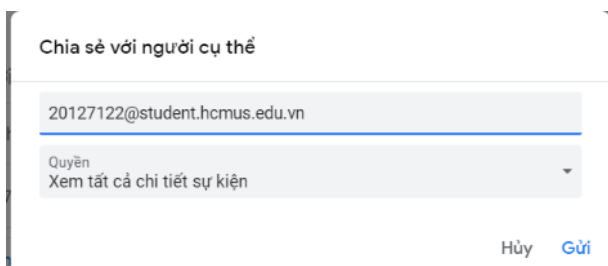 Chia sẻ với người cụ thể
20127122@student.hcmus.edu.vn
Quyền
Xem tất cả chi tiết sự kiện
Hủy Gửi